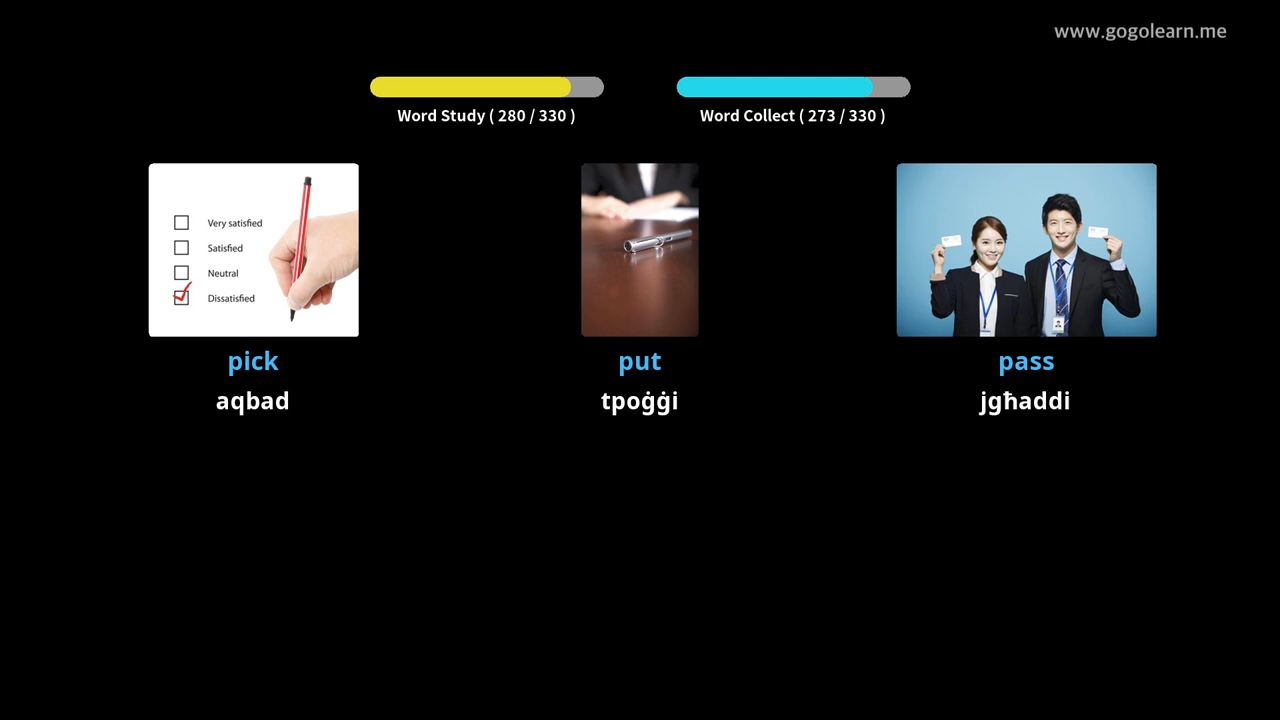 www.gogolearn.me
Word Study ( 280 / 330 )
Word Collect ( 273 / 330 )
Very satisfied
Satisfied
Neutral
Dissatisfied
pick
put
pass
aqbad
tpoġġi
jgħaddi